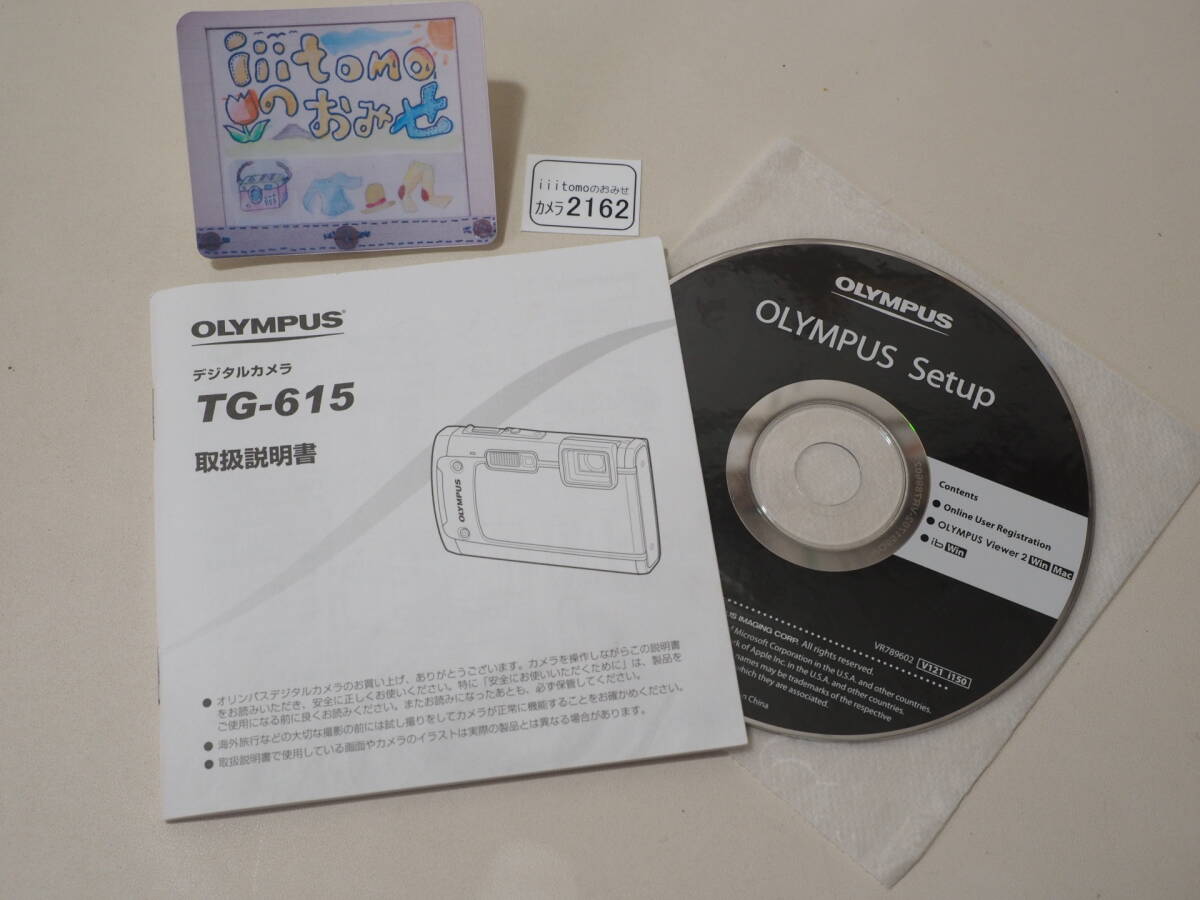 iiitomo
の
おみせ
iiitomoのおみせ
カメラ2162
OLYMPUS
デジタルカメラ
TG-615
取扱説明書
OLYMPUS
● オリンパスデジタルカメラのお買い上げ、ありがとうございます。カメラを操作しながらこの説明書
をお読みいただき、安全に正しくお使いください。特に「安全にお使いいただくために」は、製品を
ご使用になる前に良くお読みください。またお読みになったあとも、必ず保管してください。
● 海外旅行などの大切な撮影の前には試し撮りをしてカメラが正常に機能することをお確かめください。
● 取扱説明書で使用している画面やカメラのイラストは実際の製品とは異なる場合があります。
OLYMPUS
OLYMPUS Setup
Contents
● Online User Registration
● OLYMPUS Viewer 2 Win Mac
● ib Win
IMAGING CORP. All rights reserved.
VR789602 V121 I150
Microsoft Corporation in the U.S.A. and other countries.
of Apple Inc. in the U.S.A. and other countries.
names may be trademarks of the respective
which they are associated.
China